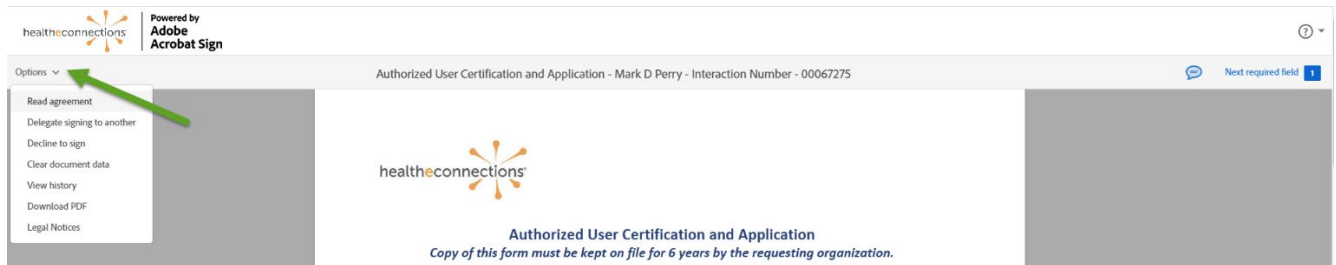 healtheconnections
Powered by
Adobe
Acrobat Sign
Options
Authorized User Certification and Application - Mark D Perry - Interaction Number - 00067275
Next required field 1
Read agreement
Delegate signing to another
Decline to sign
Clear document data
View history
Download PDF
Legal Notices
healtheconnections
Authorized User Certification and Application
Copy of this form must be kept on file for 6 years by the requesting organization.